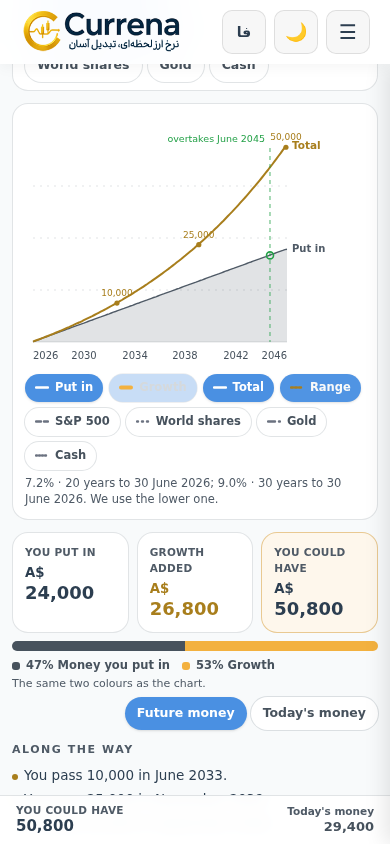 Currena
نرخ ارز لحظه‌ای، تبدیل آسان
فا
World shares Gold Cash
overtakes June 2045 50,000
Total
25,000
Put in
10,000
2026 2030 2034 2038 2042 2046
Put in Total Range
S&P 500 World shares Gold
Cash
7.2% · 20 years to 30 June 2026; 9.0% · 30 years to 30
June 2026. We use the lower one.
YOU PUT IN
A$
24,000
GROWTH
ADDED
A$
26,800
YOU COULD
HAVE
A$
50,800
47% Money you put in 53% Growth
The same two colours as the chart.
Future money Today's money
ALONG THE WAY
You pass 10,000 in June 2033.
YOU COULD HAVE Today's money
50,800 29,400